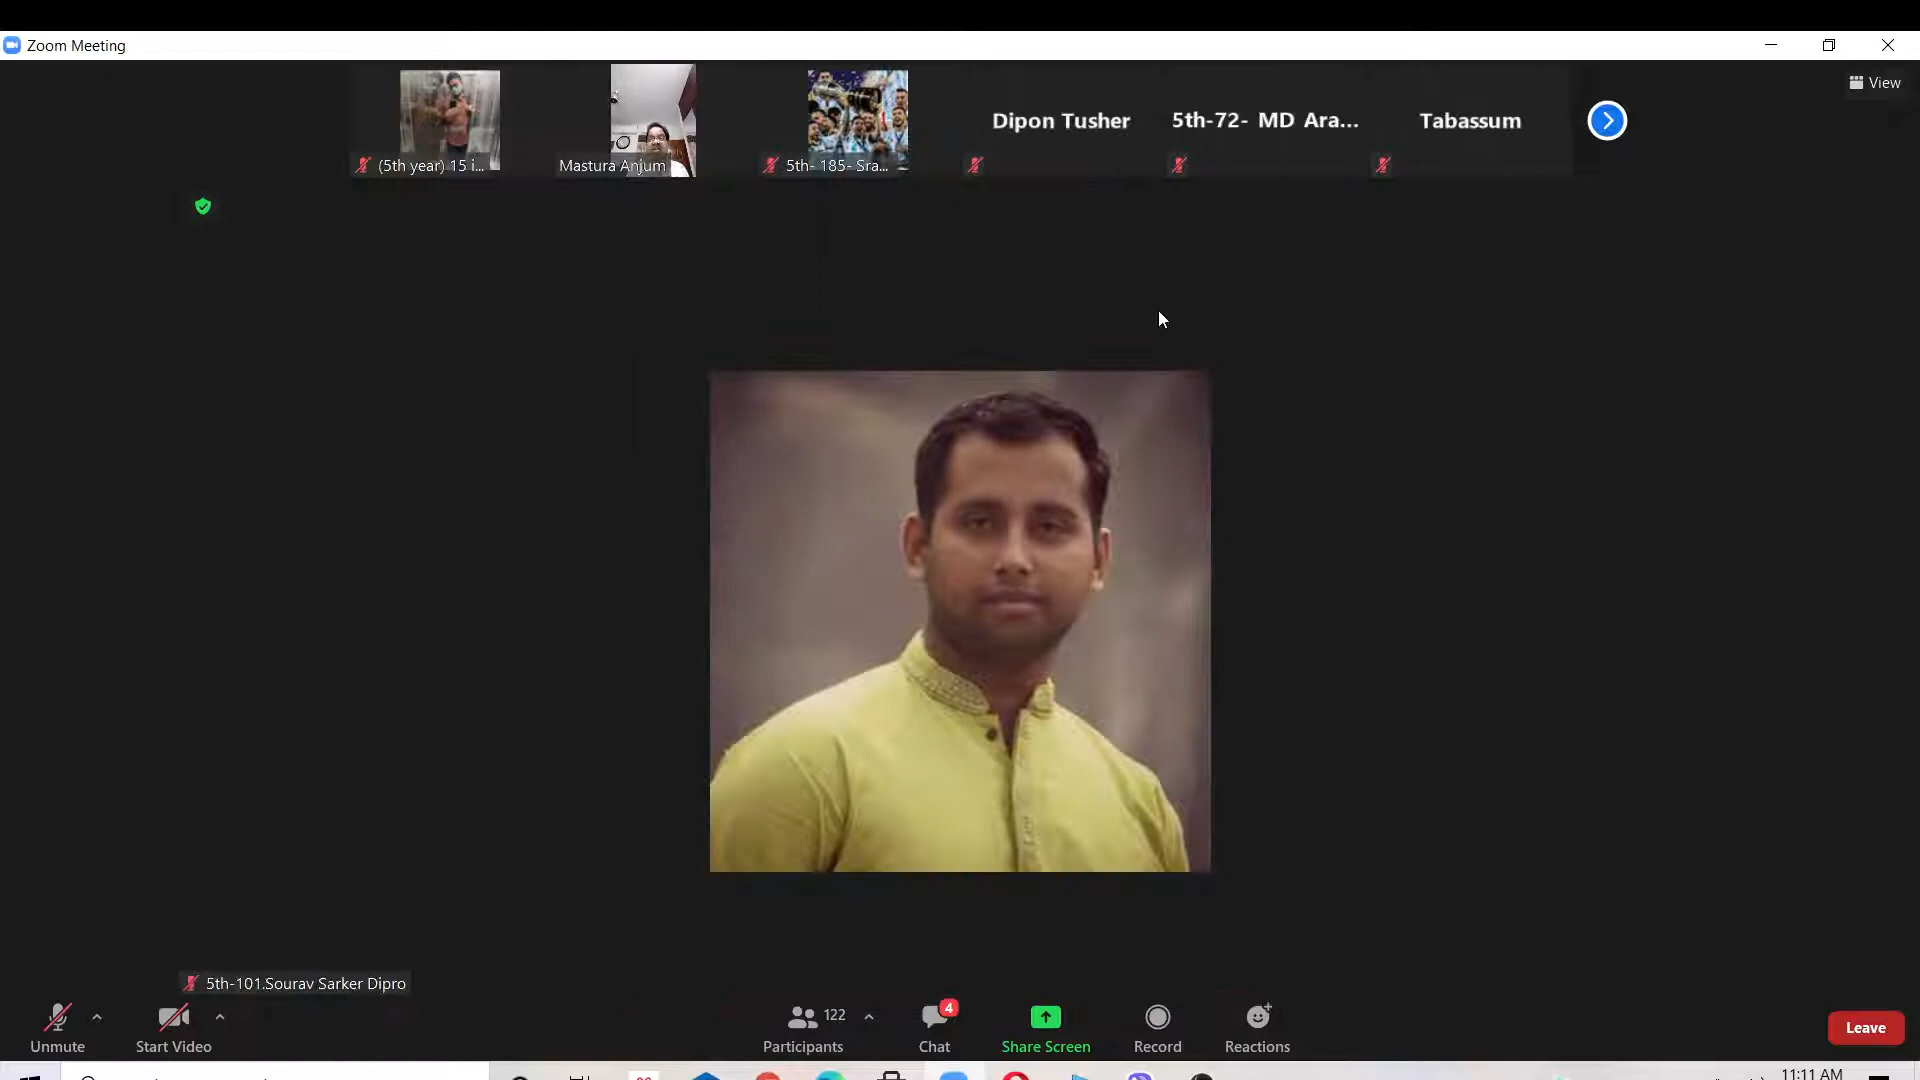 Zoom Meeting
View
Dipon Tusher
5th-72- MD Ara...
Tabassum
(5th year) 15 i...
Mastura Anjum
5th- 185- Sra...
5th-101.Sourav Sarker Dipro
Unmute
Start Video
122
Participants
4
Chat
Share Screen
Record
Reactions
Leave
11:11 AM